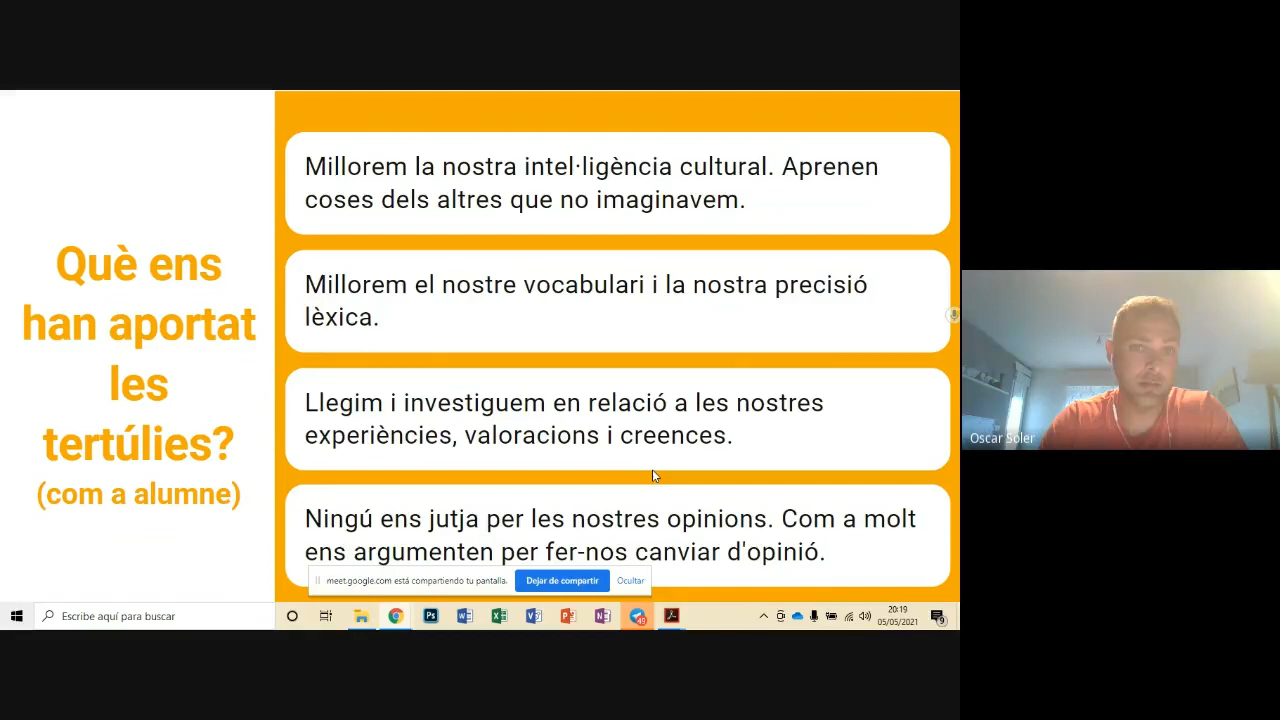 Què ens
han aportat
les
tertúlies?
(com a alumne)
Millorem la nostra intel·ligència cultural. Aprenen
coses dels altres que no imaginavem.
Millorem el nostre vocabulari i la nostra precisió
lèxica.
Llegim i investiguem en relació a les nostres
experiències, valoracions i creences.
Ningú ens jutja per les nostres opinions. Com a molt
ens argumenten per fer-nos canviar d'opinió.
meet.google.com está compartiendo tu pantalla. Dejar de compartir Ocultar
Oscar Soler
Escribe aquí para buscar
20:19
05/05/2021